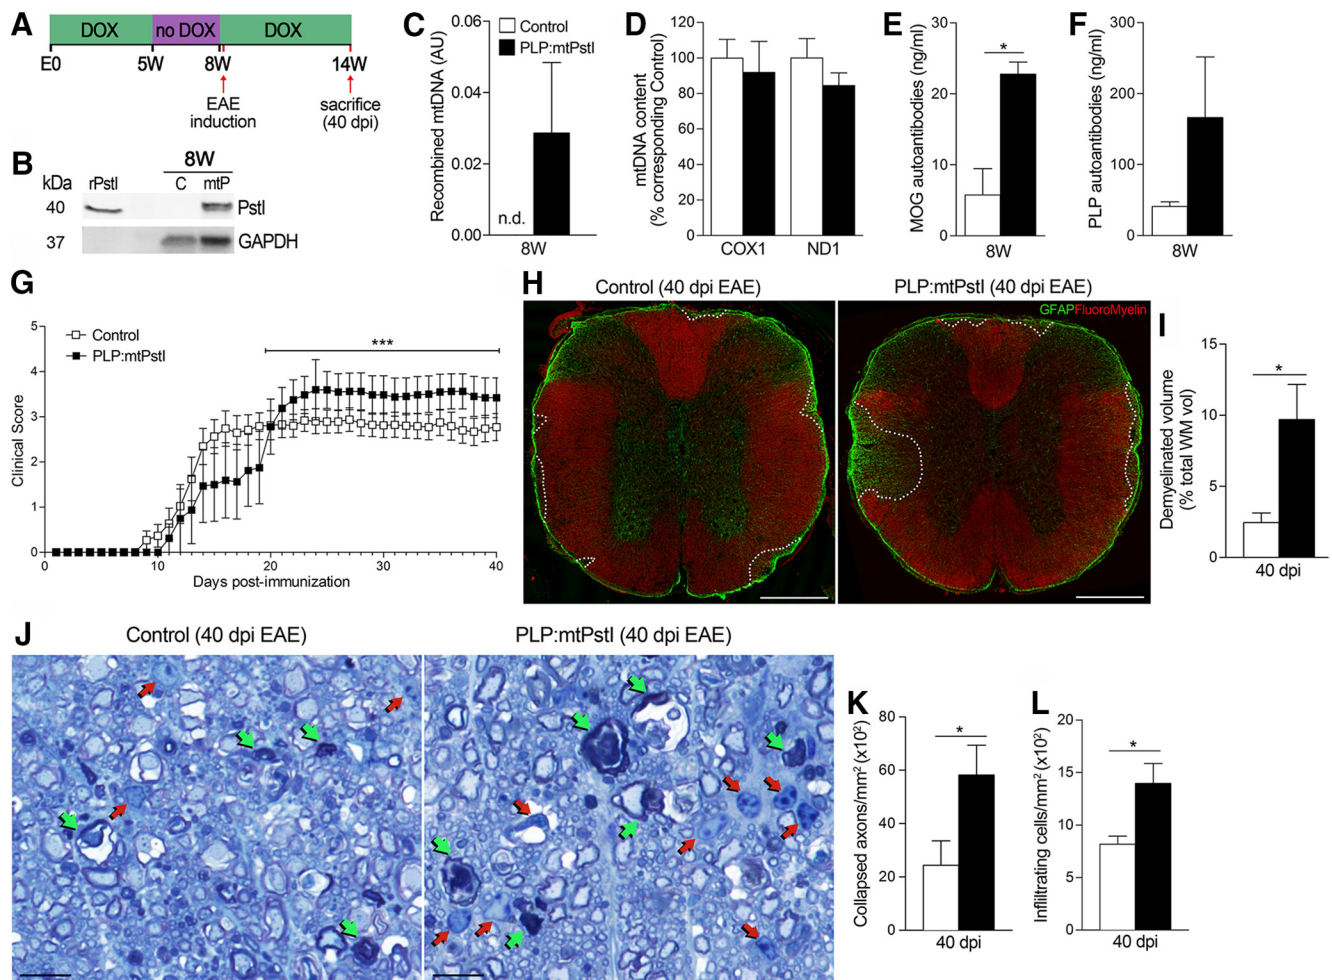 A
DOX
no DOX
DOX
E0
5W
8W
14W
EAE
induction
sacrifice
(40 dpi)
B
8W
kDa
rPstI
C
mtP
40
PstI
37
GAPDH
C
Recombined mtDNA (AU)
0.06
0.04
0.02
0.00
n.d.
8W
Control
PLP:mtPstI
D
mtDNA content
(% corresponding Control)
120
100
80
60
40
20
0
COX1
ND1
E
MOG autoantibodies (ng/ml)
30
20
10
0
*
8W
F
PLP autoantibodies (ng/ml)
300
200
100
0
8W
G
Clinical Score
5
4
3
2
1
0
Control
PLP:mtPstI
***
0
10
20
30
40
Days post-immunization
H
Control (40 dpi EAE)
PLP:mtPstI (40 dpi EAE)
GFAPFluoroMyelin
I
Demyelinated volume
(% total WM vol)
15
10
5
0
*
40 dpi
J
Control (40 dpi EAE)
PLP:mtPstI (40 dpi EAE)
K
Collapsed axons/mm² (x10²)
80
60
40
20
0
*
40 dpi
L
Infiiltrating cells/mm² (x10²)
20
15
10
5
0
*
40 dpi